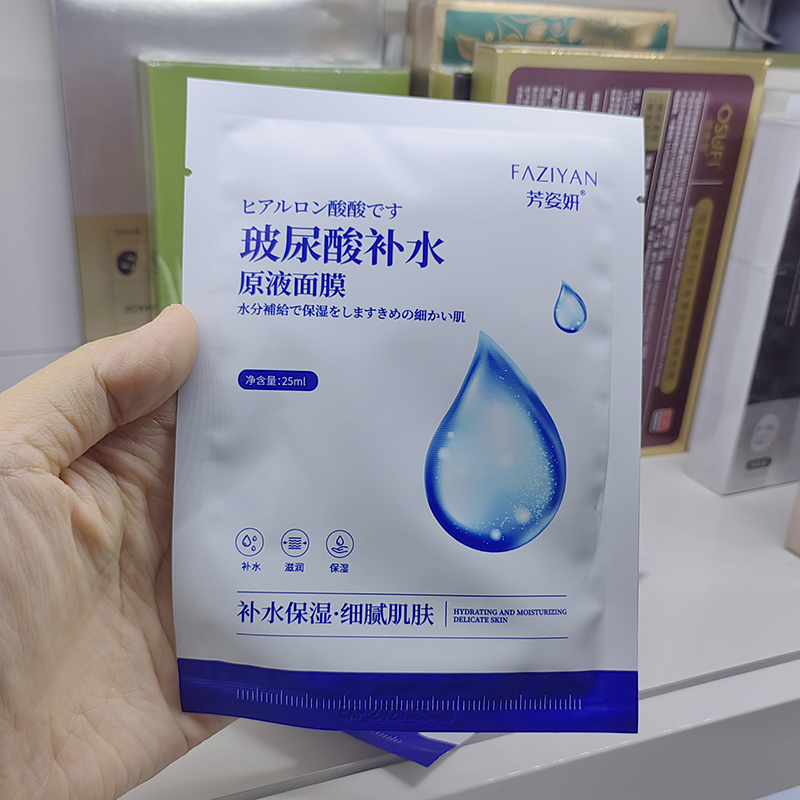 FAZIYAN
芳姿妍®
ヒアルロン酸酸です
玻尿酸补水
原液面膜
水分補給で保湿をしますきめの細かい肌
净含量:25ml
补水
滋润
保湿
补水保湿·细腻肌肤
HYDRATING AND MOISTURIZING
DELICATE SKIN
OSUFI